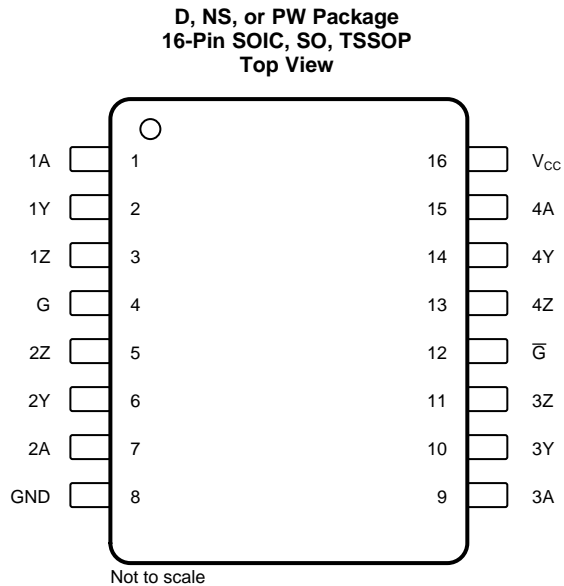 D, NS, or PW Package
16-Pin SOIC, SO, TSSOP
Top View
1A 1 16 V_CC
1Y 2 15 4A
1Z 3 14 4Y
G 4 13 4Z
2Z 5 12 G̅
2Y 6 11 3Z
2A 7 10 3Y
GND 8 9 3A
Not to scale